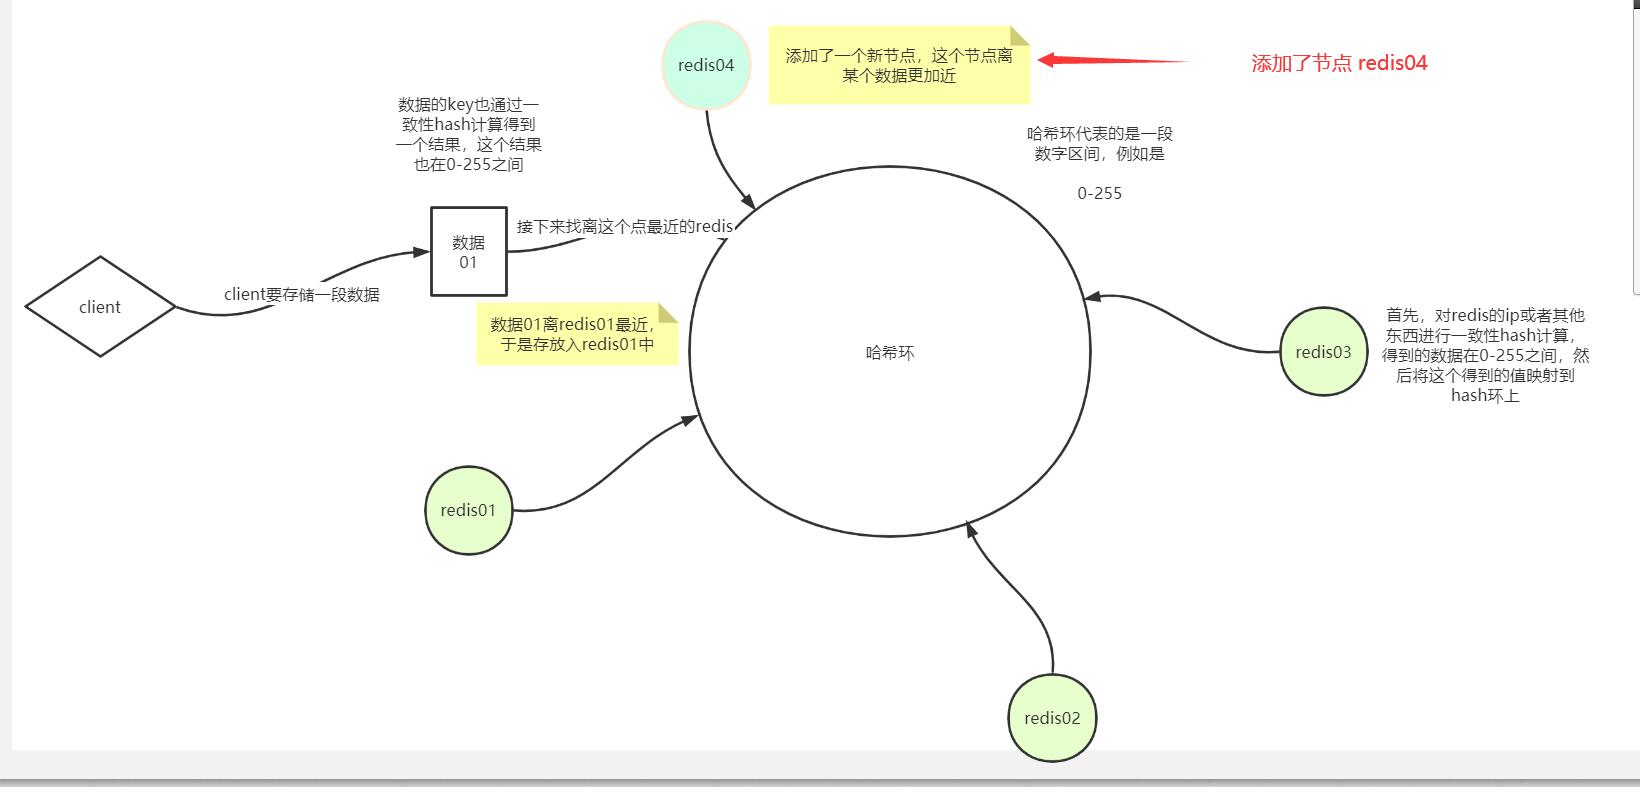 redis04
添加了一个新节点，这个节点离
某个数据更加近
添加了节点 redis04
数据的key也通过一
致性hash计算得到
一个结果，这个结果
也在0-255之间
哈希环代表的是一段
数字区间，例如是
0-255
接下来找离这个点最近的redis
数据
01
client
client要存储一段数据
数据01离redis01最近，
于是存放入redis01中
哈希环
redis03
首先，对redis的ip或者其他
东西进行一致性hash计算，
得到的数据在0-255之间，然
后将这个得到的值映射到
hash环上
redis01
redis02